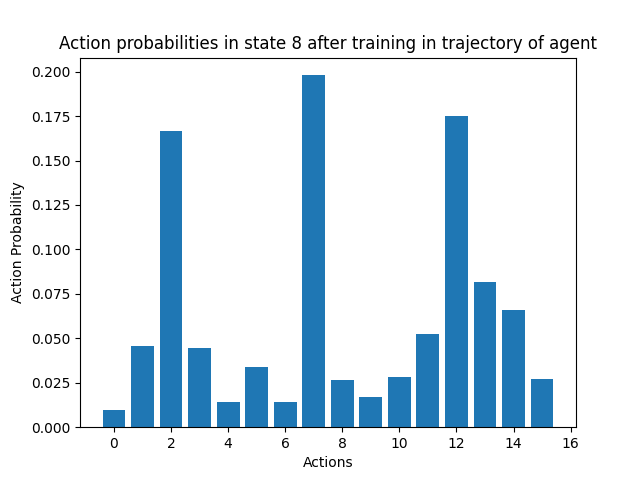 Action probabilities in state 8 after training in trajectory of agent
0.200
0.175
0.150
0.125
0.100
0.075
0.050
0.025
0.000
Action Probability
0 2 4 6 8 10 12 14 16
Actions